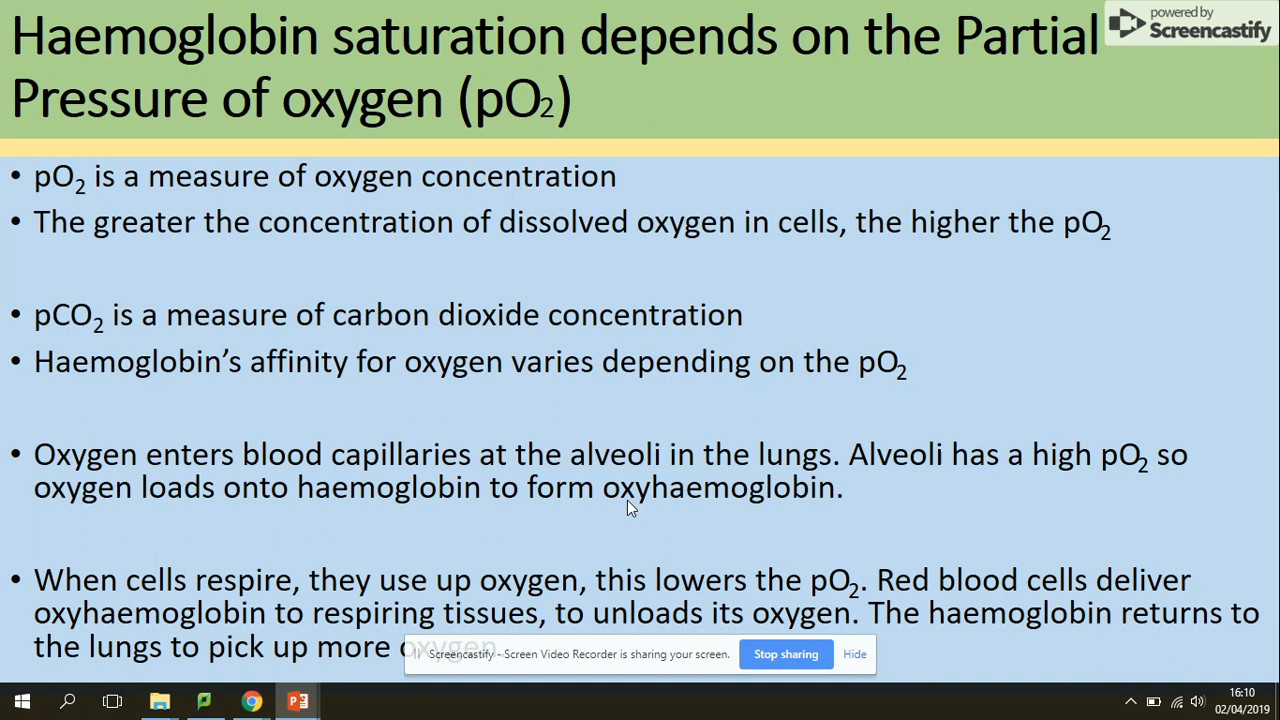 Haemoglobin saturation depends on the Partial
Pressure of oxygen (pO₂)
powered by
Screencastify
• pO₂ is a measure of oxygen concentration
• The greater the concentration of dissolved oxygen in cells, the higher the pO₂
• pCO₂ is a measure of carbon dioxide concentration
• Haemoglobin’s affinity for oxygen varies depending on the pO₂
• Oxygen enters blood capillaries at the alveoli in the lungs. Alveoli has a high pO₂ so
oxygen loads onto haemoglobin to form oxyhaemoglobin.
• When cells respire, they use up oxygen, this lowers the pO₂. Red blood cells deliver
oxyhaemoglobin to respiring tissues, to unloads its oxygen. The haemoglobin returns to
the lungs to pick up more oxygen
Screencastify - Screen Video Recorder is sharing your screen.
Stop sharing
Hide
16:10
02/04/2019